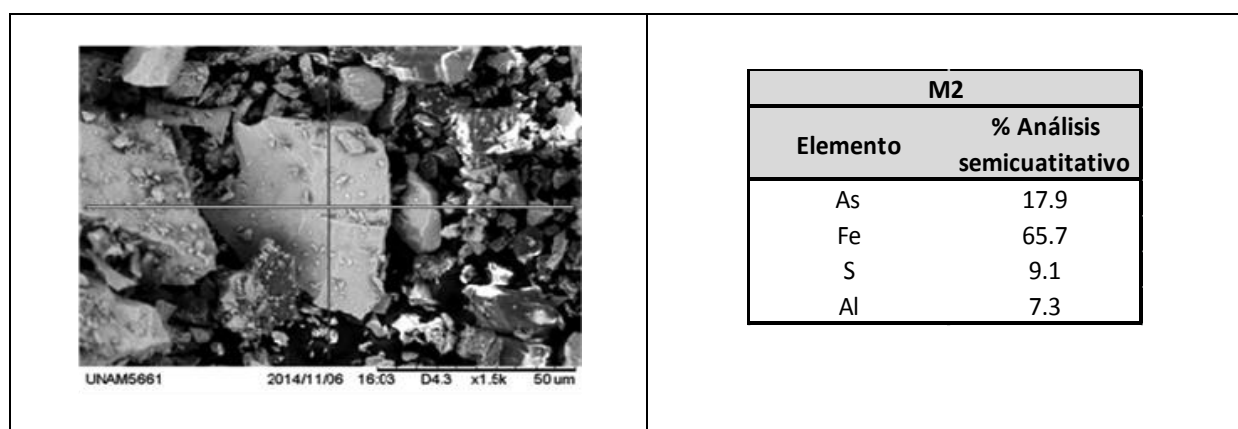 UNAM5661 2014/11/06 16:03 D4.3 x1.5k 50 um
M2
Elemento % Análisis semicuatitativo
As 17.9
Fe 65.7
S 9.1
Al 7.3